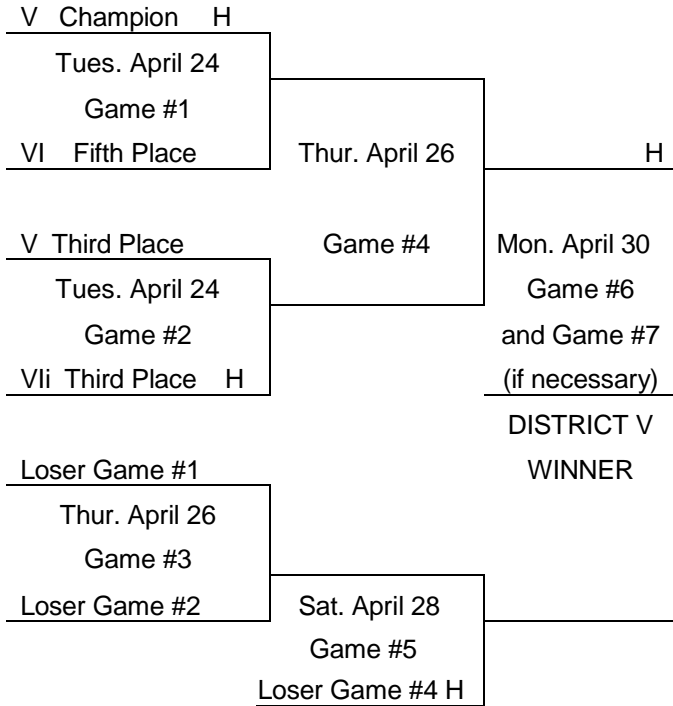 V Champion H
Tues. April 24
Game #1
VI Fifth Place
Thur. April 26
H
V Third Place
Game #4
Mon. April 30
Tues. April 24
Game #6
Game #2
and Game #7
VIi Third Place H
(if necessary)
DISTRICT V
Loser Game #1
WINNER
Thur. April 26
Game #3
Loser Game #2
Sat. April 28
Game #5
Loser Game #4 H